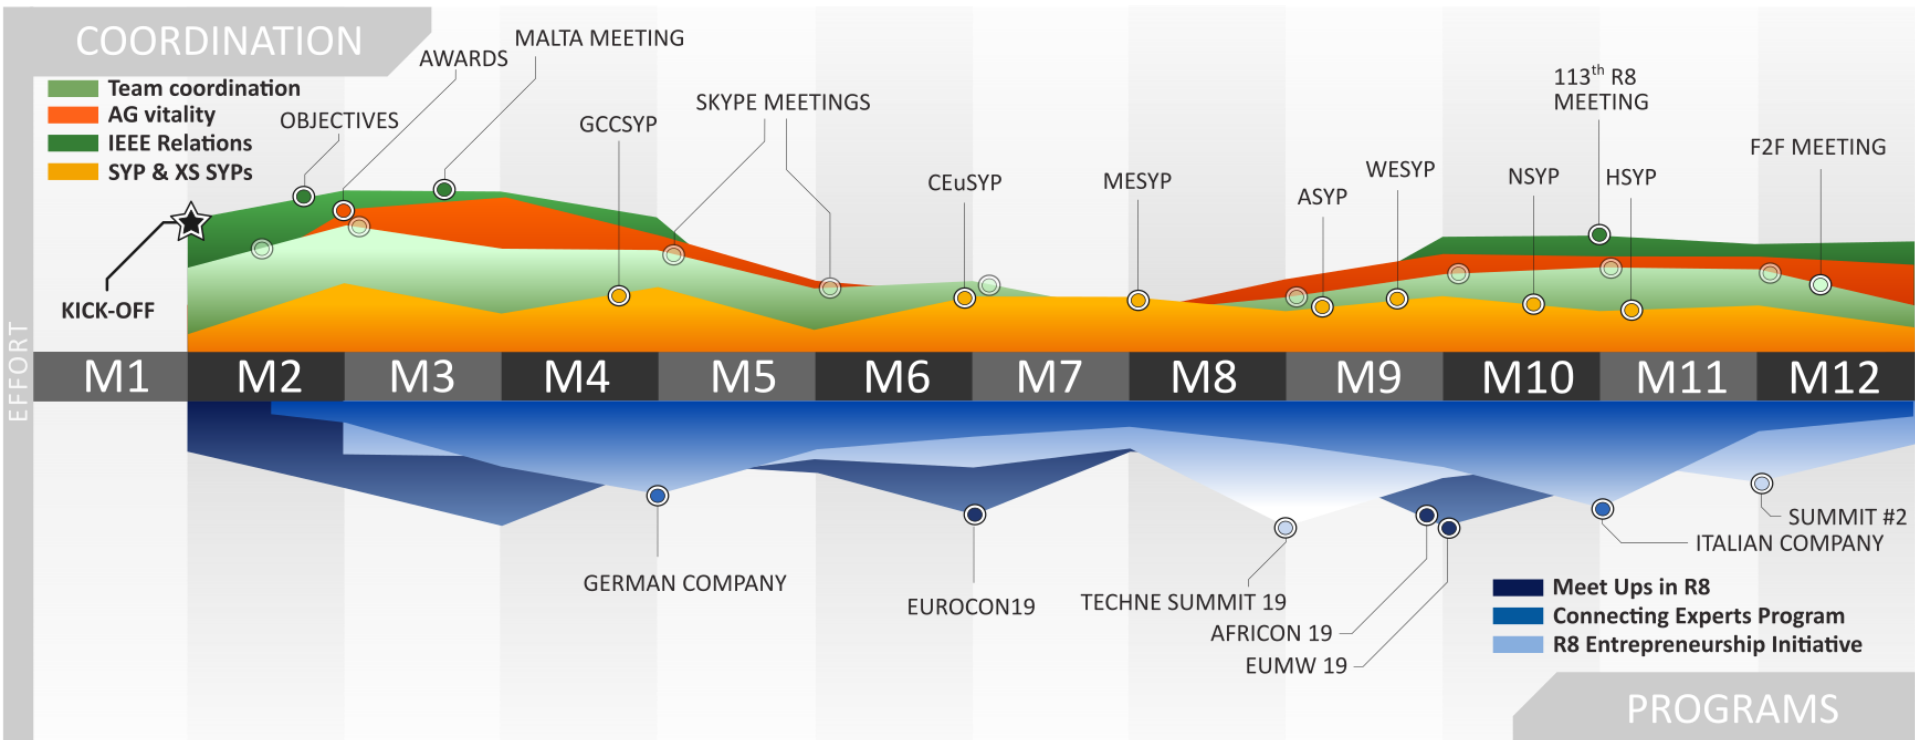 COORDINATION
Team coordination
AG vitality
IEEE Relations
SYP & XS SYPs
OBJECTIVES
AWARDS
MALTA MEETING
GCCSYP
SKYPE MEETINGS
CEuSYP
MESYP
ASYP
WESYP
NSYP
113th R8
MEETING
HSYP
F2F MEETING
KICK-OFF
EFFORT
M1 M2 M3 M4 M5 M6 M7 M8 M9 M10 M11 M12
GERMAN COMPANY
EUROCON19
TECHNE SUMMIT 19
AFRICON 19
EUMW 19
SUMMIT #2
ITALIAN COMPANY
Meet Ups in R8
Connecting Experts Program
R8 Entrepreneurship Initiative
PROGRAMS